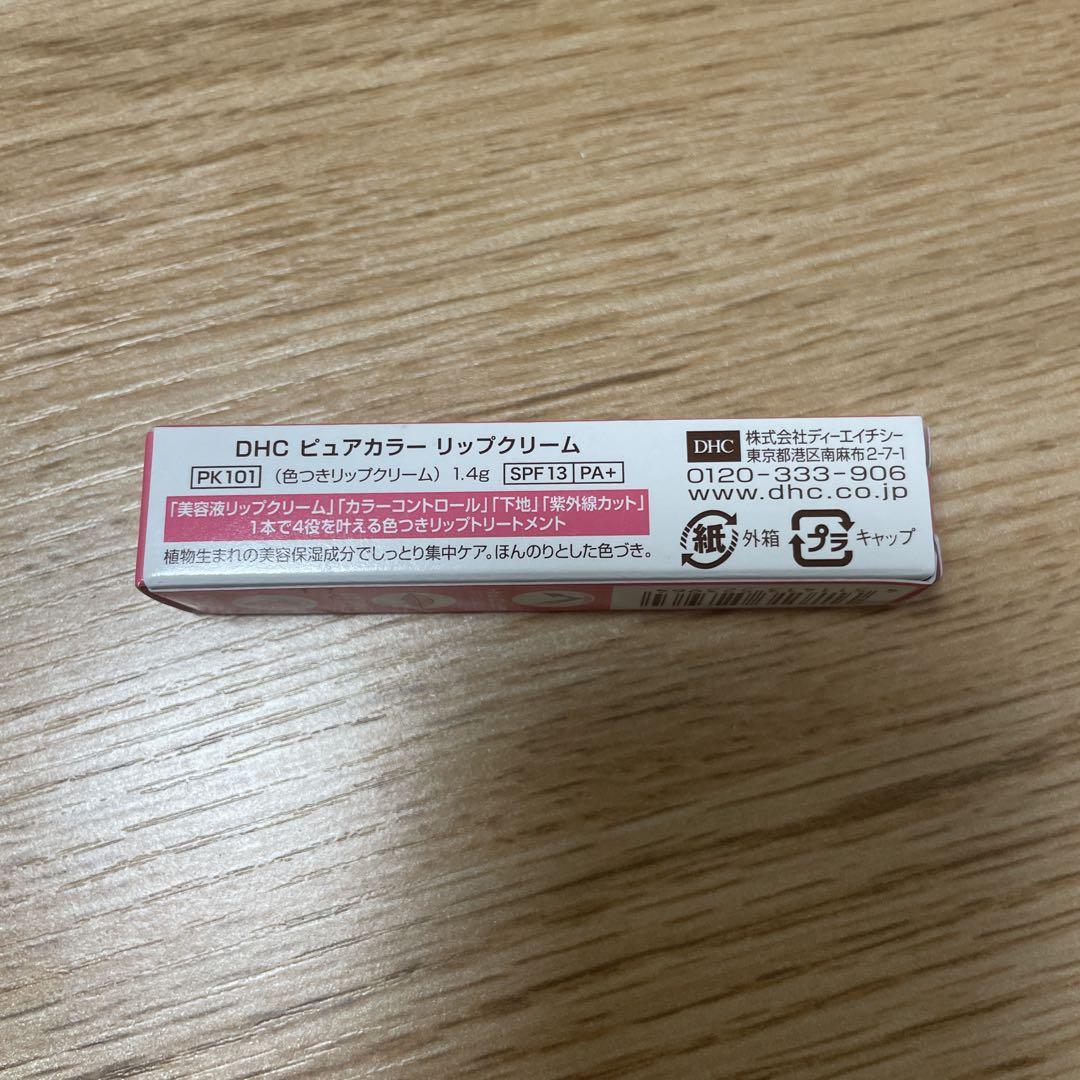 DHC ピュアカラー リップクリーム
PK101 (色つきリップクリーム) 1.4g SPF13 PA+
「美容液リップクリーム」「カラーコントロール」「下地」「紫外線カット」
1本で4役を叶える色つきリップトリートメント
植物生まれの美容保湿成分でしっとり集中ケア。ほんのりとした色づき。
DHC 株式会社ディーエイチシー
東京都港区南麻布2-7-1
0120-333-906
www.dhc.co.jp
紙 外箱 プラ キャップ